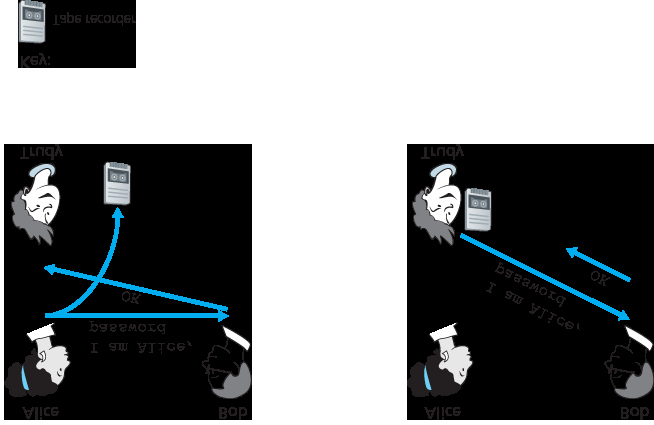 Alice
Bob
I am Alice,
password
OK
Trudy
Alice
Bob
I am Alice,
password
OK
Trudy
Key:
Tape recorder